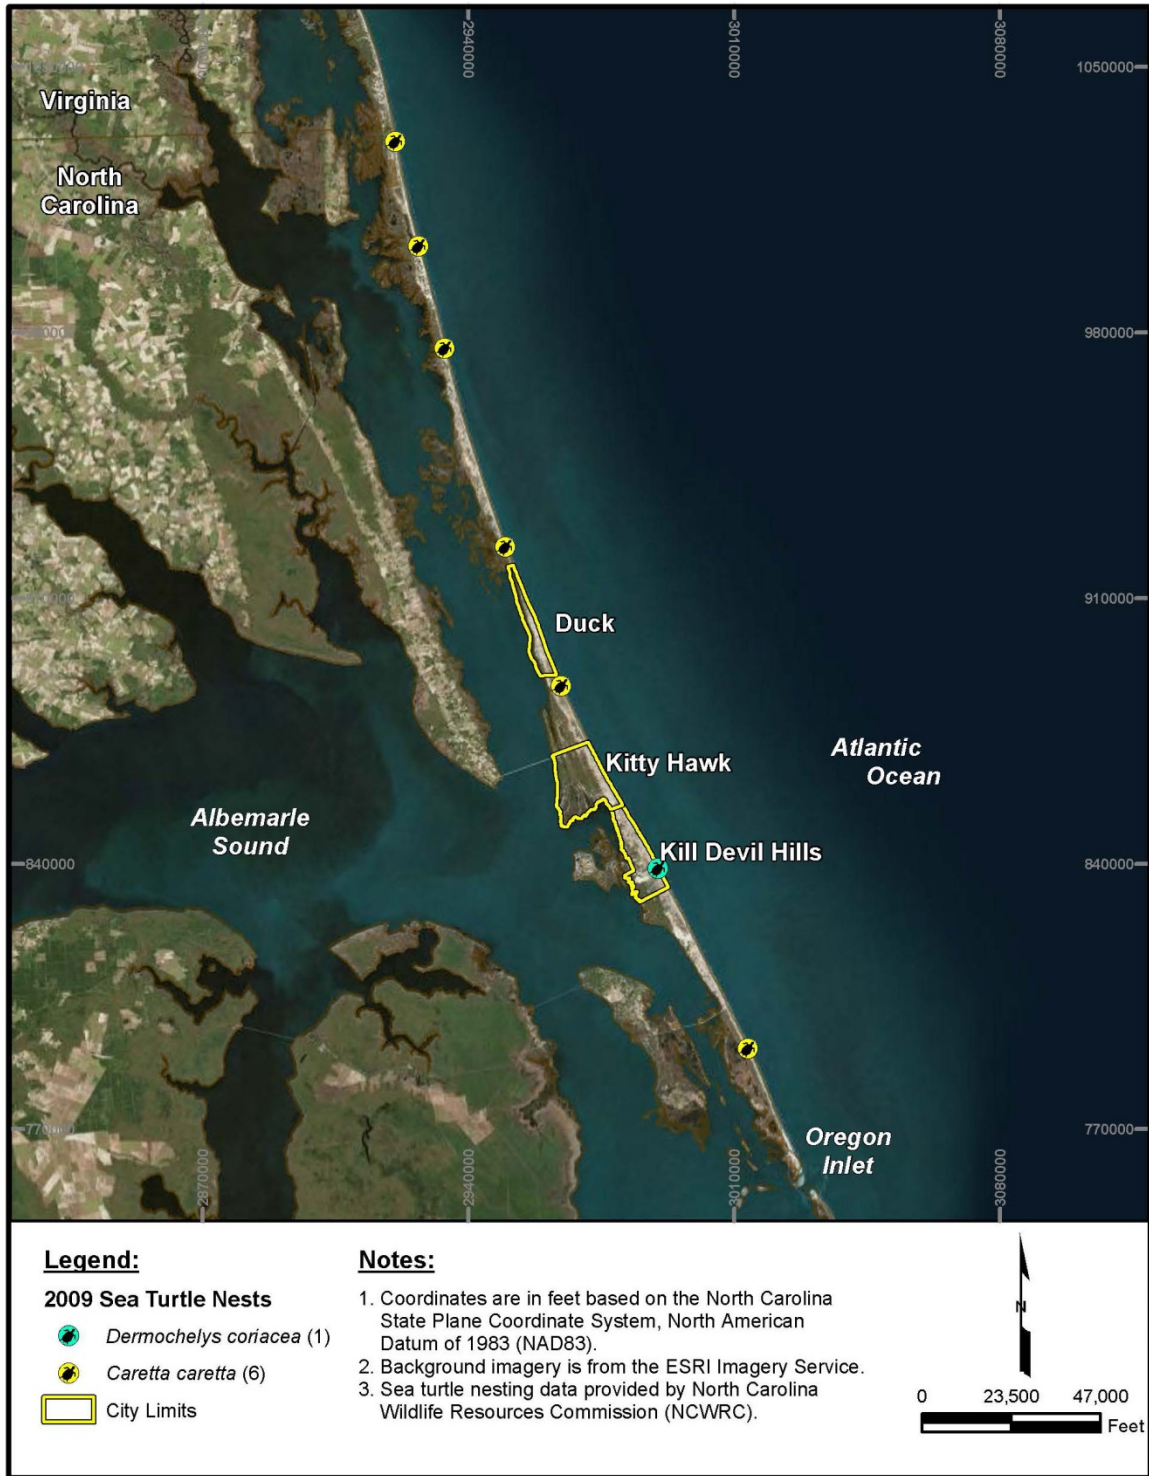 2940000
3010000
3080000
1050000
Virginia
North
Carolina
980000
Duck
910000
Kitty Hawk
Atlantic
Ocean
Albemarle
Sound
Kill Devil Hills
840000
840000
Oregon
Inlet
770000
2870000
2940000
3010000
3080000
Legend:
2009 Sea Turtle Nests
Dermochelys coriacea (1)
Caretta caretta (6)
City Limits
Notes:
1. Coordinates are in feet based on the North Carolina
State Plane Coordinate System, North American
Datum of 1983 (NAD83).
2. Background imagery is from the ESRI Imagery Service.
3. Sea turtle nesting data provided by North Carolina
Wildlife Resources Commission (NCWRC).
N
0 23,500 47,000
Feet